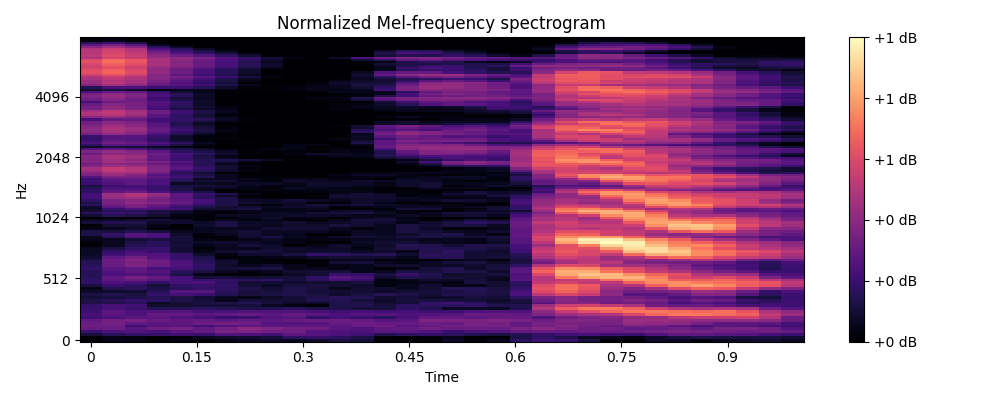 Normalized Mel-frequency spectrogram
Hz
4096
2048
1024
512
0
0 0.15 0.3 0.45 0.6 0.75 0.9
Time
+1 dB
+1 dB
+1 dB
+0 dB
+0 dB
+0 dB